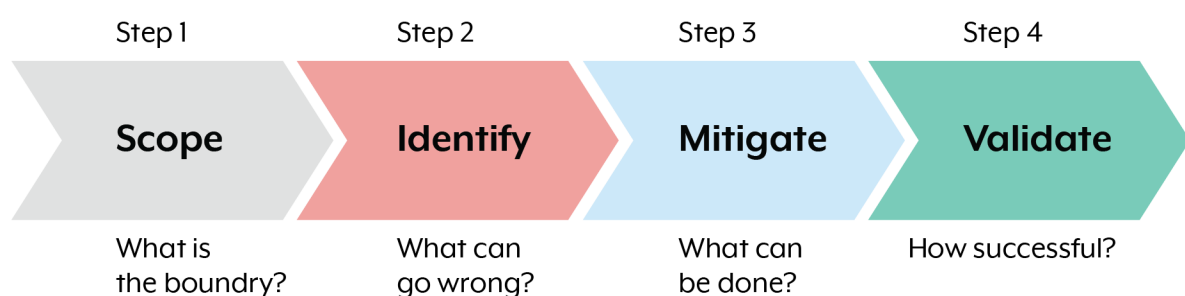 Step 1
Step 2
Step 3
Step 4
Scope
Identify
Mitigate
Validate
What is
the boundry?
What can
go wrong?
What can
be done?
How successful?